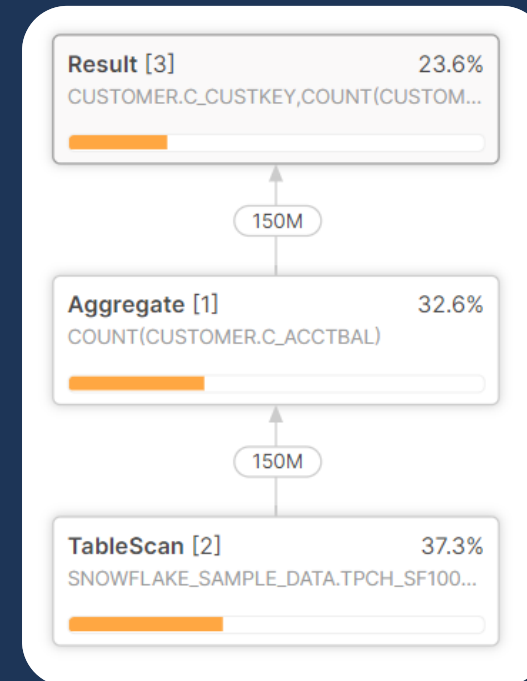 Result [3] 23.6%
CUSTOMER.C_CUSTKEY,COUNT(CUSTOM...
150M
Aggregate [1] 32.6%
COUNT(CUSTOMER.C_ACCTBAL)
150M
TableScan [2] 37.3%
SNOWFLAKE_SAMPLE_DATA.TPCH_SF100...